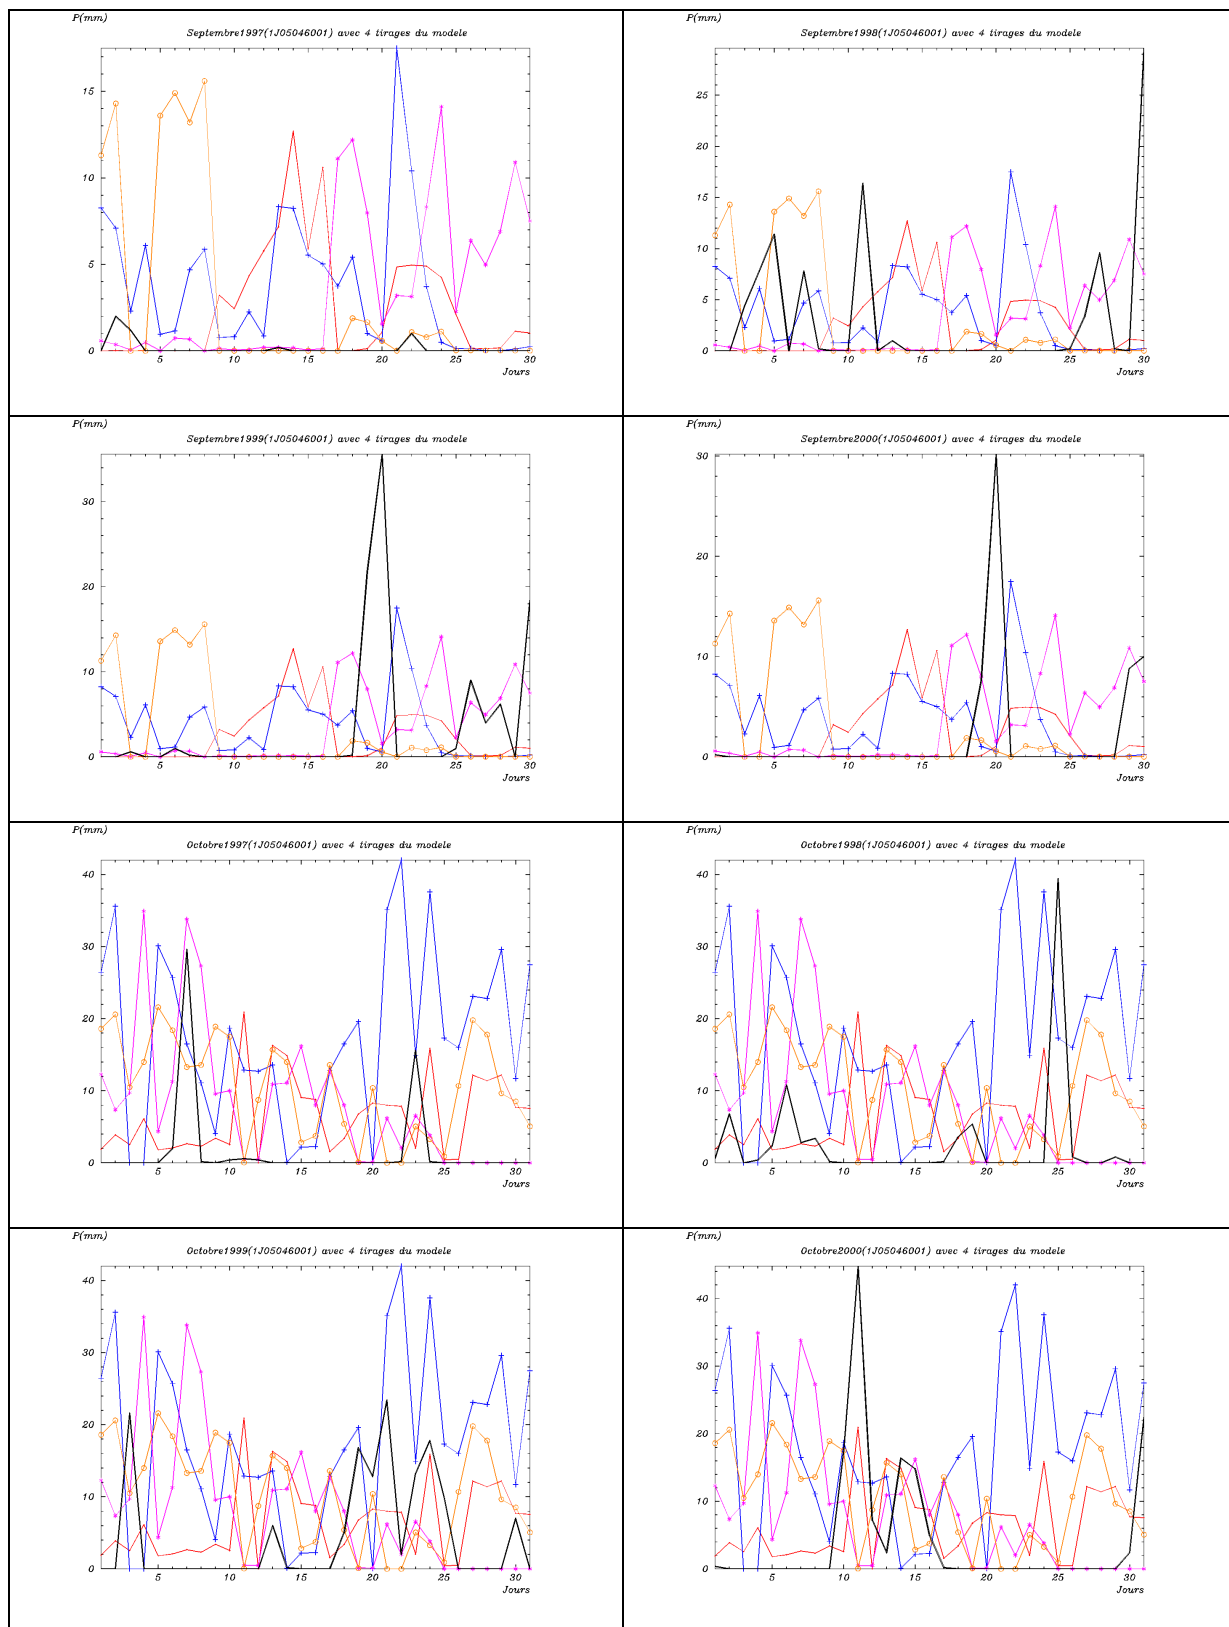 P(mm)
Septembre1997(1J05046001) avec 4 tirages du modele
15
10
5
0
5 10 15 20 25 30
Jours
P(mm)
Septembre1998(1J05046001) avec 4 tirages du modele
25
20
15
10
5
0
5 10 15 20 25 30
Jours
P(mm)
Septembre1999(1J05046001) avec 4 tirages du modele
30
20
10
0
5 10 15 20 25 30
Jours
P(mm)
Septembre2000(1J05046001) avec 4 tirages du modele
30
20
10
0
5 10 15 20 25 30
Jours
P(mm)
Octobre1997(1J05046001) avec 4 tirages du modele
40
30
20
10
0
5 10 15 20 25 30
Jours
P(mm)
Octobre1998(1J05046001) avec 4 tirages du modele
40
30
20
10
0
5 10 15 20 25 30
Jours
P(mm)
Octobre1999(1J05046001) avec 4 tirages du modele
40
30
20
10
0
5 10 15 20 25 30
Jours
P(mm)
Octobre2000(1J05046001) avec 4 tirages du modele
40
30
20
10
0
5 10 15 20 25 30
Jours